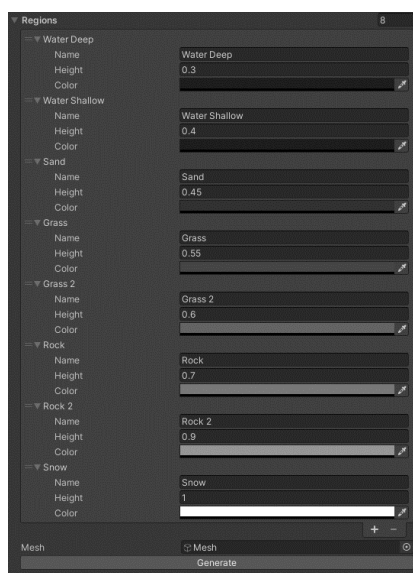 Regions 8
Water Deep
Name Water Deep
Height 0.3
Color
Water Shallow
Name Water Shallow
Height 0.4
Color
Sand
Name Sand
Height 0.45
Color
Grass
Name Grass
Height 0.55
Color
Grass 2
Name Grass 2
Height 0.6
Color
Rock
Name Rock
Height 0.7
Color
Rock 2
Name Rock 2
Height 0.9
Color
Snow
Name Snow
Height 1
Color
+ -
Mesh Mesh
Generate